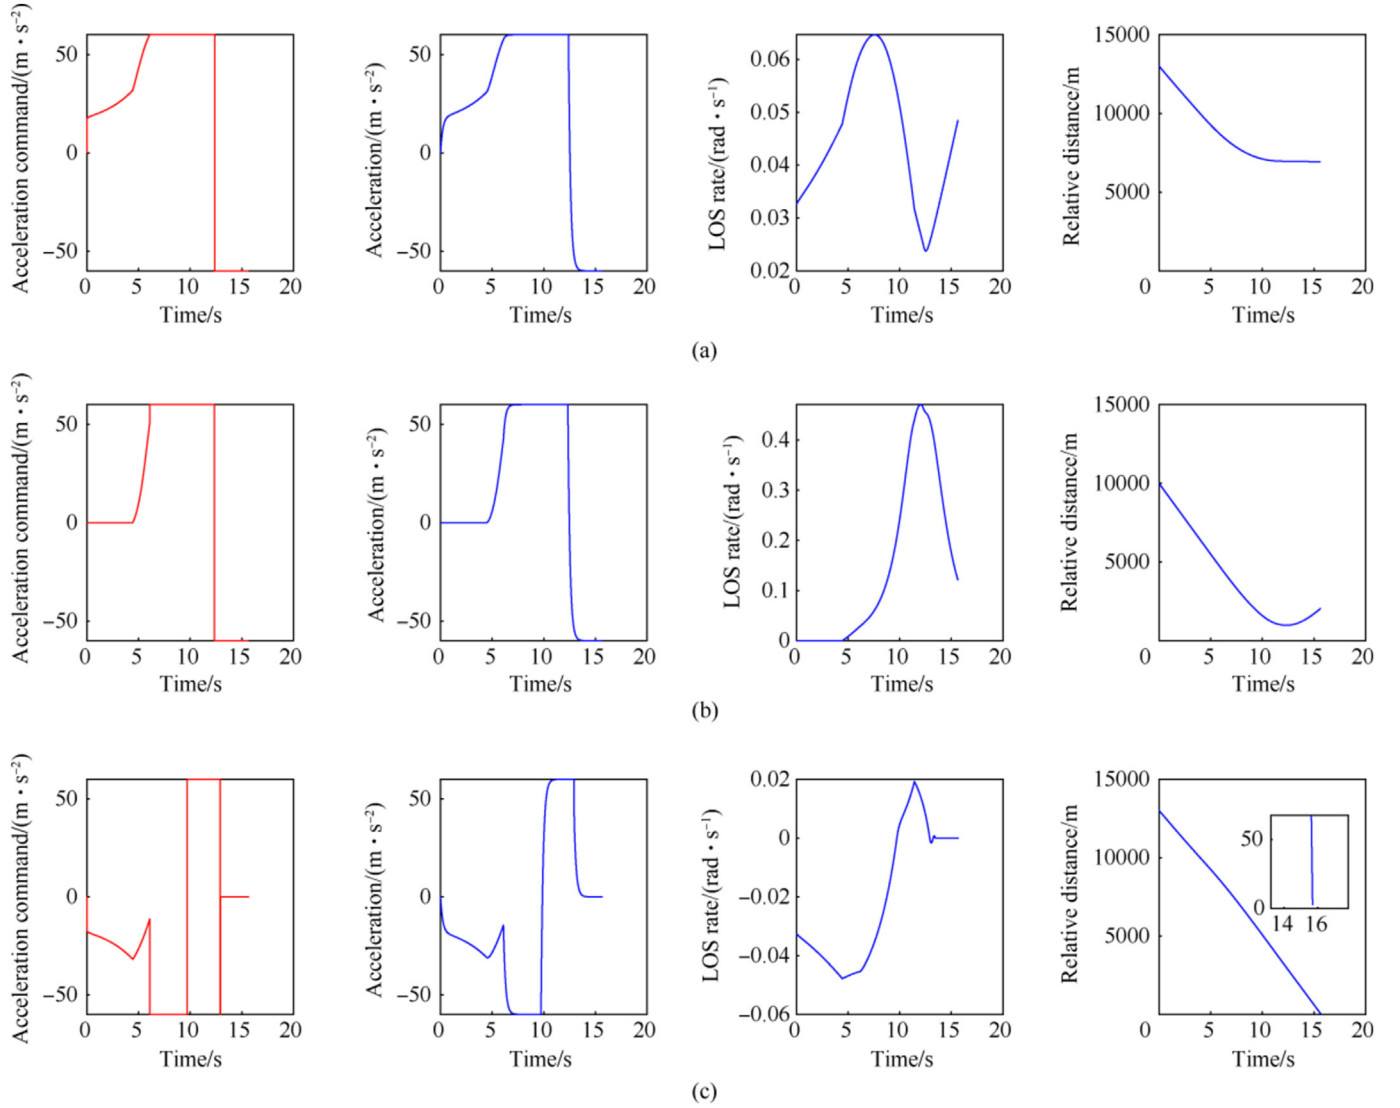 Acceleration command/(m • s⁻²)
50
0
−50
0 5 10 15 20
Time/s
Acceleration/(m • s⁻²)
50
0
−50
0 5 10 15 20
Time/s
LOS rate/(rad • s⁻¹)
0.06
0.05
0.04
0.03
0.02
0 5 10 15 20
Time/s
Relative distance/m
15000
10000
5000
0 5 10 15 20
Time/s
(a)
Acceleration command/(m • s⁻²)
50
0
−50
0 5 10 15 20
Time/s
Acceleration/(m • s⁻²)
50
0
−50
0 5 10 15 20
Time/s
LOS rate/(rad • s⁻¹)
0.4
0.3
0.2
0.1
0
0 5 10 15 20
Time/s
Relative distance/m
15000
10000
5000
0 5 10 15 20
Time/s
(b)
Acceleration command/(m • s⁻²)
50
0
−50
0 5 10 15 20
Time/s
Acceleration/(m • s⁻²)
50
0
−50
0 5 10 15 20
Time/s
LOS rate/(rad • s⁻¹)
0.02
0
−0.02
−0.04
−0.06
0 5 10 15 20
Time/s
Relative distance/m
15000
10000
5000
50
0
14 16
0 5 10 15 20
Time/s
(c)